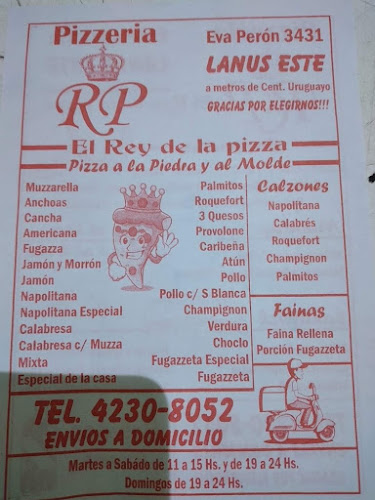 Pizzeria
RP
Eva Perón 3431
LANUS ESTE
a metros de Cent. Uruguayo
GRACIAS POR ELEGIRNOS!!!
El Rey de la pizza
Pizza a la Piedra y al Molde
Muzzarella
Anchoas
Cancha
Americana
Fugazza
Jamón y Morrón
Jamón
Napolitana
Napolitana Especial
Calabresa
Calabresa c/ Muzza
Mixta
Especial de la casa
Palmitos
Roquefort
3 Quesos
Provolone
Caribeña
Atún
Pollo
Pollo c/ S Blanca
Champignon
Verdura
Choclo
Fugazzeta Especial
Fugazzeta
Calzones
Napolitana
Calabrés
Roquefort
Champignon
Palmitos
Fainas
Faina Rellena
Porción Fugazzeta
TEL. 4230-8052
ENVIOS A DOMICILIO
Martes a Sabádo de 11 a 15 Hs. y de 19 a 24 Hs.
Domingos de 19 a 24 Hs.